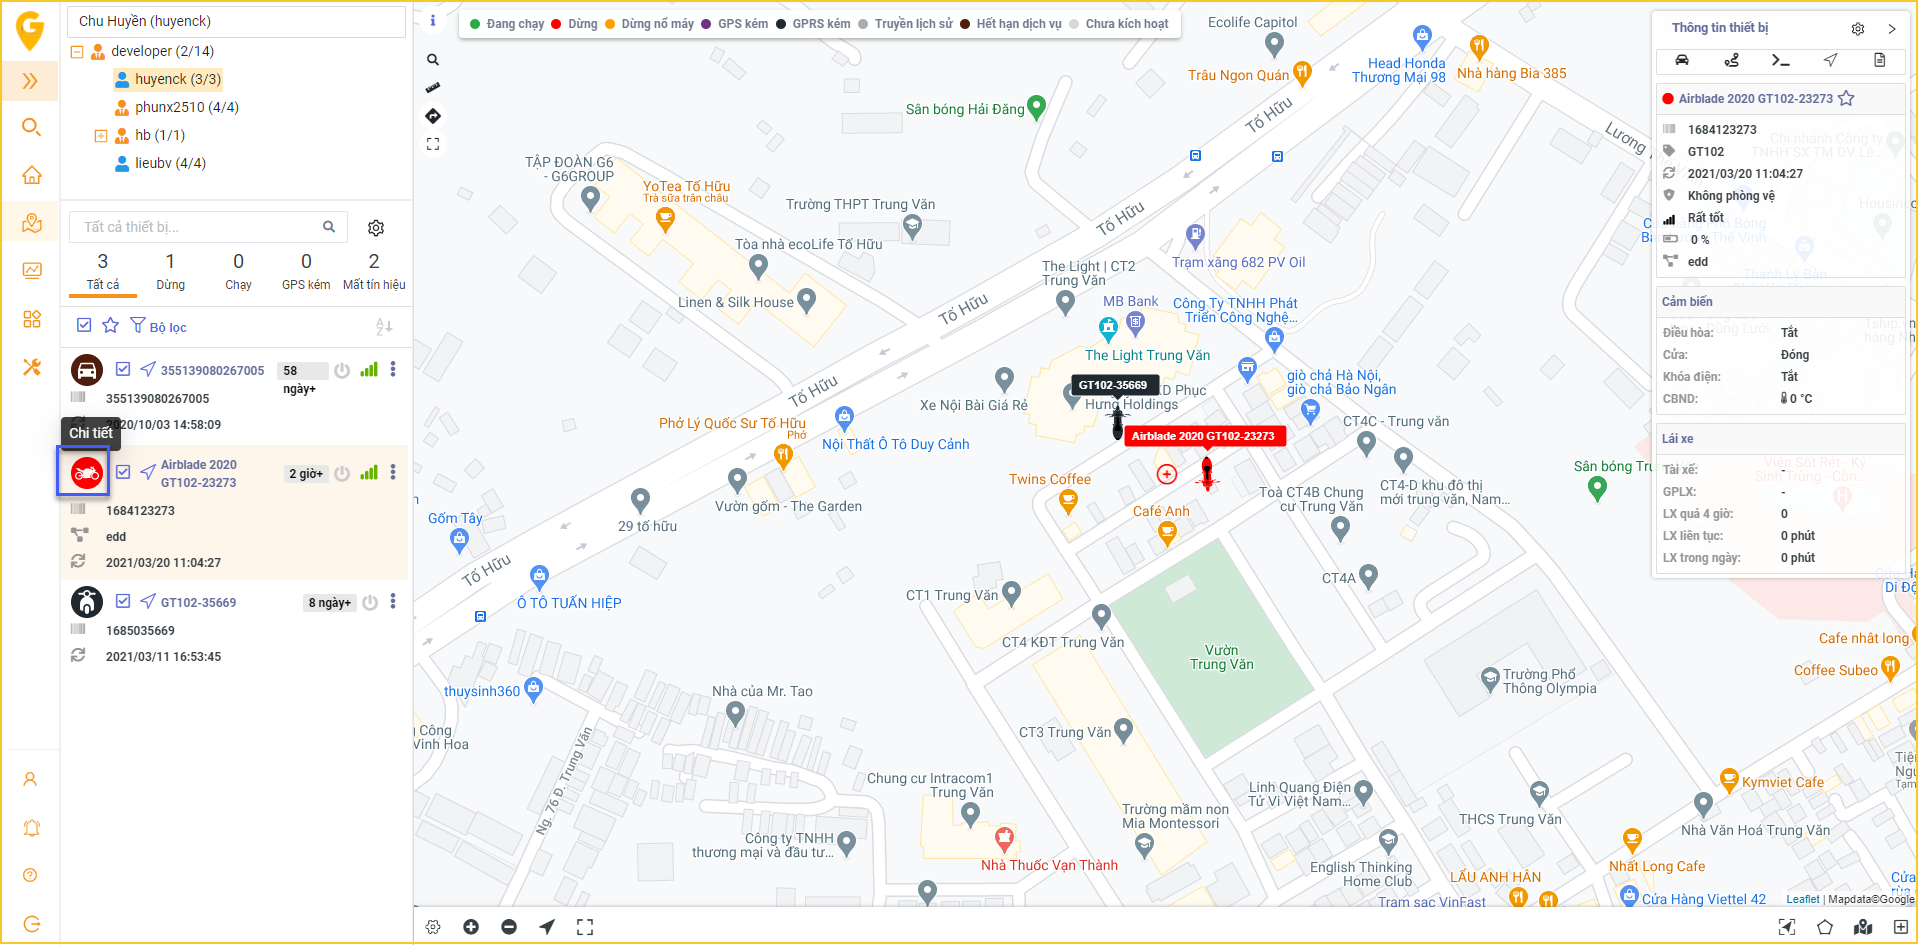 Chu Huyền (huyenck)
developer (2/14)
huyenck (3/3)
phunx2510 (4/4)
hb (1/1)
lieubv (4/4)
Tất cả thiết bị...
3
1
0
0
2
Tất cả
Dừng
Chạy
GPS kém
Mất tín hiệu
Bộ lọc
355139080267005
58 ngày+
355139080267005
2020/10/03 14:58:09
Chi tiết
Airblade 2020
GT102-23273
2 giờ+
1684123273
edd
2021/03/20 11:04:27
GT102-35669
8 ngày+
1685035669
2021/03/11 16:53:45
Đang chạy
Dừng
Dừng nổ máy
GPS kém
GPRS kém
Truyền lịch sử
Hết hạn dịch vụ
Chưa kích hoạt
Ecolife Capitol
Head Honda
Thương Mại 98
Nhà hàng Bia 385
Trâu Ngon Quán
Sân bóng Hải Đăng
Tố Hữu
TẬP ĐOÀN G6
- G6GROUP
YoTea Tố Hữu
Trà sữa trân châu
Trường THPT Trung Văn
Tòa nhà ecoLife Tố Hữu
Tố Hữu
Trạm xăng 682 PV Oil
The Light | CT2
Trung Văn
Linen & Silk House
Tố Hữu
MB Bank
Công Ty TNHH Phát
Triển Công Nghệ...
The Light Trung Văn
giò chả Hà Nội,
giò chả Bảo Ngân
Tố Hữu
Xe Nội Bài Giá Rẻ
GT102-35669
KD Phục
Hưng Holdings
CT4C - Trung văn
Phở Lý Quốc Sư Tố Hữu
Phở
Nội Thất Ô Tô Duy Cảnh
Airblade 2020 GT102-23273
Twins Coffee
Toà CT4B Chung
cư Trung Văn
CT4-D khu đô thị
mới trung văn, Nam...
Vườn gốm - The Garden
Café Anh
Gốm Tây
29 tố hữu
Tố Hữu
CT4A
CT1 Trung Văn
Ô TÔ TUẤN HIỆP
CT4 KĐT Trung Văn
Vườn
Trung Văn
Trường Phổ
Thông Olympia
Cafe nhât long
Coffee Subeo
thuysinh360
Nhà của Mr. Tao
Công
Vinh Hoa
Ng. 76 Đ. Trung Văn
CT3 Trung Văn
Chung cư Intracom1
Trung Văn
Linh Quang Điện
Tử Vi Việt Nam...
Kymviet Cafe
Trường mầm non
Mia Montessori
THCS Trung Văn
Nhà Văn Hoá Trung Văn
Công ty TNHH
thương mại và đầu tư...
Nhà Thuốc Vạn Thành
English Thinking
Home Club
Nhất Long Cafe
LẨU ANH HÂN
Trạm sạc VinFast
Cửa Hàng Viettel 42
Leaflet | Mapdata©Google
Thông tin thiết bị
Airblade 2020 GT102-23273
1684123273
GT102
2021/03/20 11:04:27
Không phòng vệ
Rất tốt
0 %
edd
Cảm biến
Điều hòa: Tắt
Cửa: Đóng
Khóa điện: Tắt
CBND: 0 °C
Lái xe
Tài xế: -
GPLX: -
LX quá 4 giờ: 0
LX liên tục: 0 phút
LX trong ngày: 0 phút